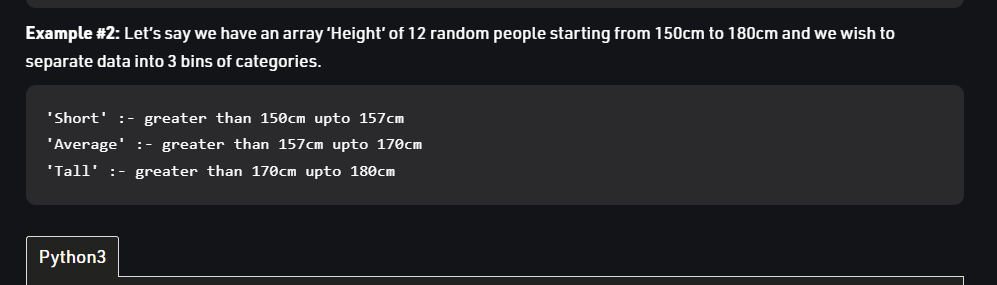 Example #2: Let's say we have an array ‘Height’ of 12 random people starting from 150cm to 180cm and we wish to
separate data into 3 bins of categories.
'Short' :- greater than 150cm upto 157cm
'Average' :- greater than 157cm upto 170cm
'Tall' :- greater than 170cm upto 180cm
Python3